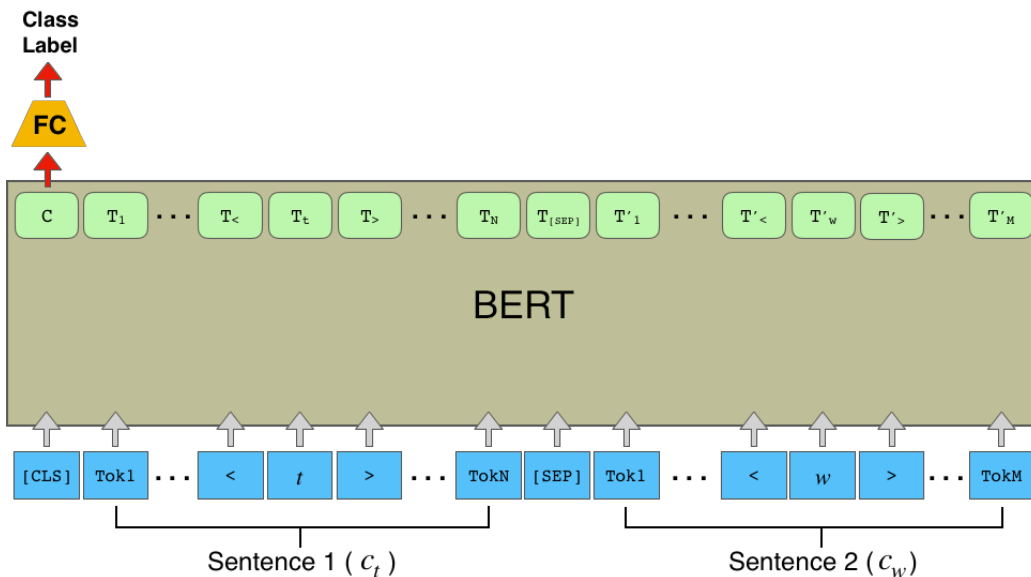 Class
Label
FC
C T1 ··· T< Tt T> ··· TN T[SEP] T′1 ··· T′< T′w T′> ··· T′M
BERT
[CLS] Tok1 ··· < t > ··· TokN [SEP] Tok1 ··· < w > ··· TokM
Sentence 1 ( ct ) Sentence 2 ( cw )